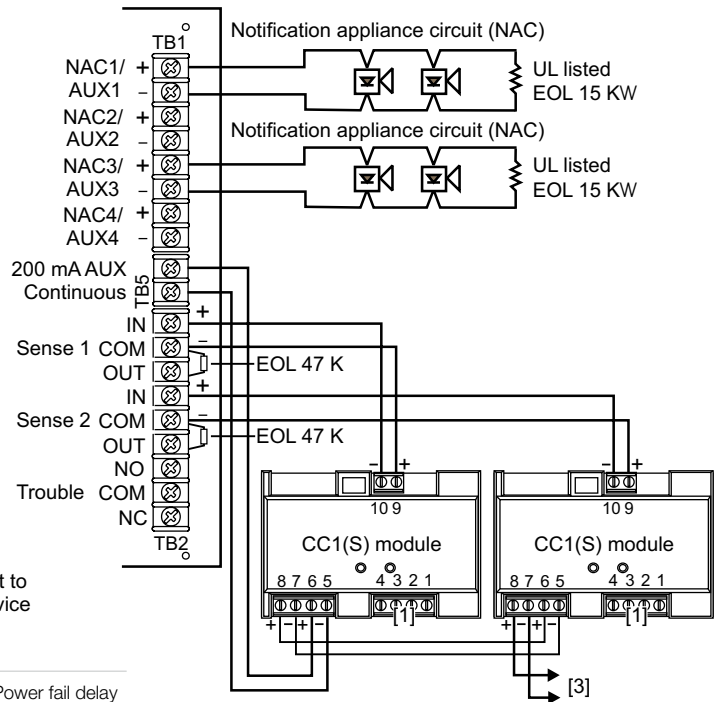 TB1
Notification appliance circuit (NAC)
NAC1/ +
AUX1 –
UL listed
EOL 15 KW
NAC2/ +
AUX2 –
Notification appliance circuit (NAC)
NAC3/ +
AUX3 –
UL listed
EOL 15 KW
NAC4/ +
AUX4 –
200 mA AUX
Continuous
TB5
IN +
Sense 1 COM –
OUT
EOL 47 K
IN +
Sense 2 COM –
OUT
EOL 47 K
NO
Trouble COM
NC
TB2
– +
10 9
CC1(S) module
8 7 6 5 4 3 2 1
[1]
+ – + –
– +
10 9
CC1(S) module
8 7 6 5 4 3 2 1
[1]
+ – + –
[3]
t to
vice
Power fail delay